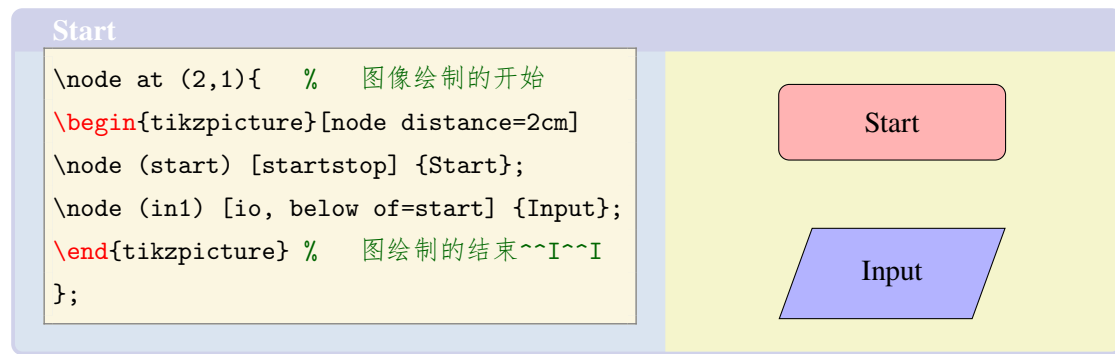 Start
\node at (2,1){ % 图像绘制的开始
\begin{tikzpicture}[node distance=2cm]
\node (start) [startstop] {Start};
\node (in1) [io, below of=start] {Input};
\end{tikzpicture} % 图绘制的结束^^I^^I
};
Start
Input